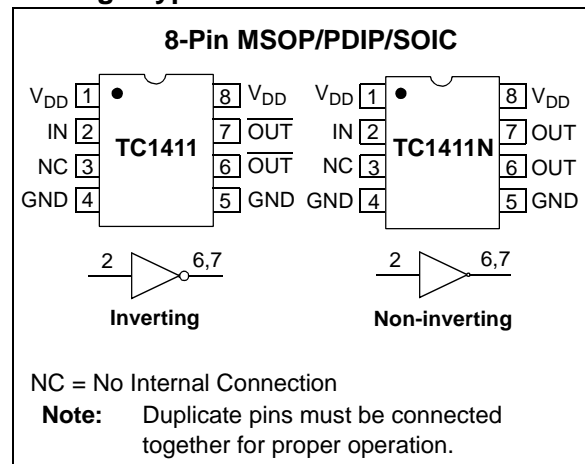 8-Pin MSOP/PDIP/SOIC
VDD 1 8 VDD VDD 1 8 VDD
IN 2 7 OUT IN 2 7 OUT
TC1411 TC1411N
NC 3 6 OUT NC 3 6 OUT
GND 4 5 GND GND 4 5 GND
2 6,7 2 6,7
Inverting Non-inverting
NC = No Internal Connection
Note: Duplicate pins must be connected
together for proper operation.